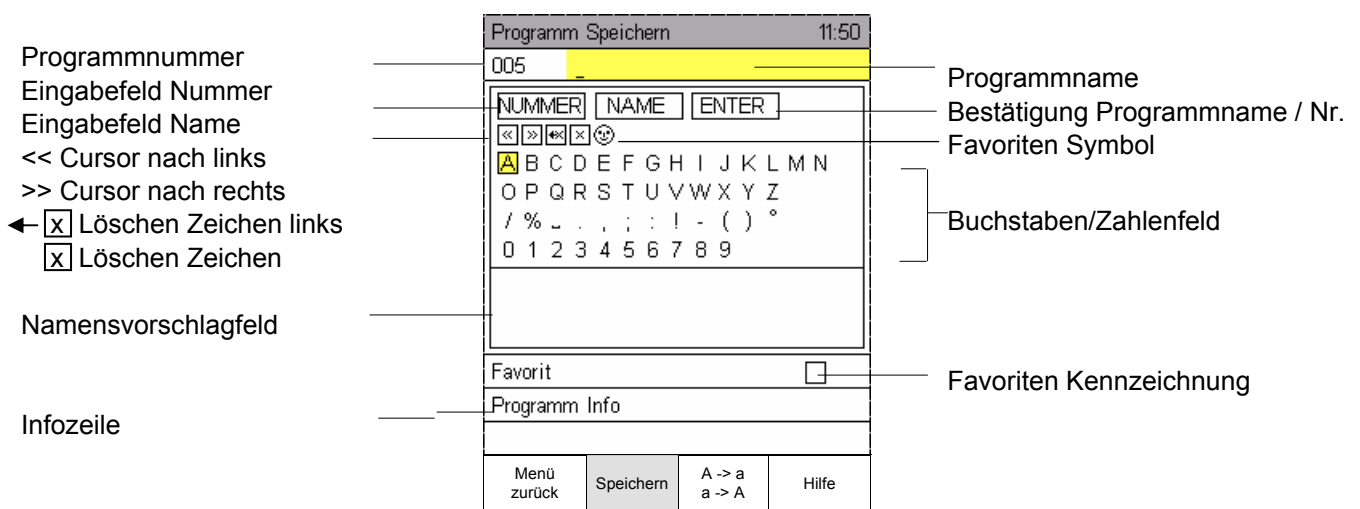 Programmnummer
Eingabefeld Nummer
Eingabefeld Name
<< Cursor nach links
>> Cursor nach rechts
← x Löschen Zeichen links
x Löschen Zeichen
Namensvorschlagfeld
Infozeile
Programm Speichern 11:50
005 _
NUMMER NAME ENTER
« » ←x x ☺
A B C D E F G H I J K L M N
O P Q R S T U V W X Y Z
/ % ⎵ . , ; : ! - ( ) °
0 1 2 3 4 5 6 7 8 9
Favorit
Programm Info
Menü zurück
Speichern
A -> a
a -> A
Hilfe
Programmname
Bestätigung Programmname / Nr.
Favoriten Symbol
Buchstaben/Zahlenfeld
Favoriten Kennzeichnung